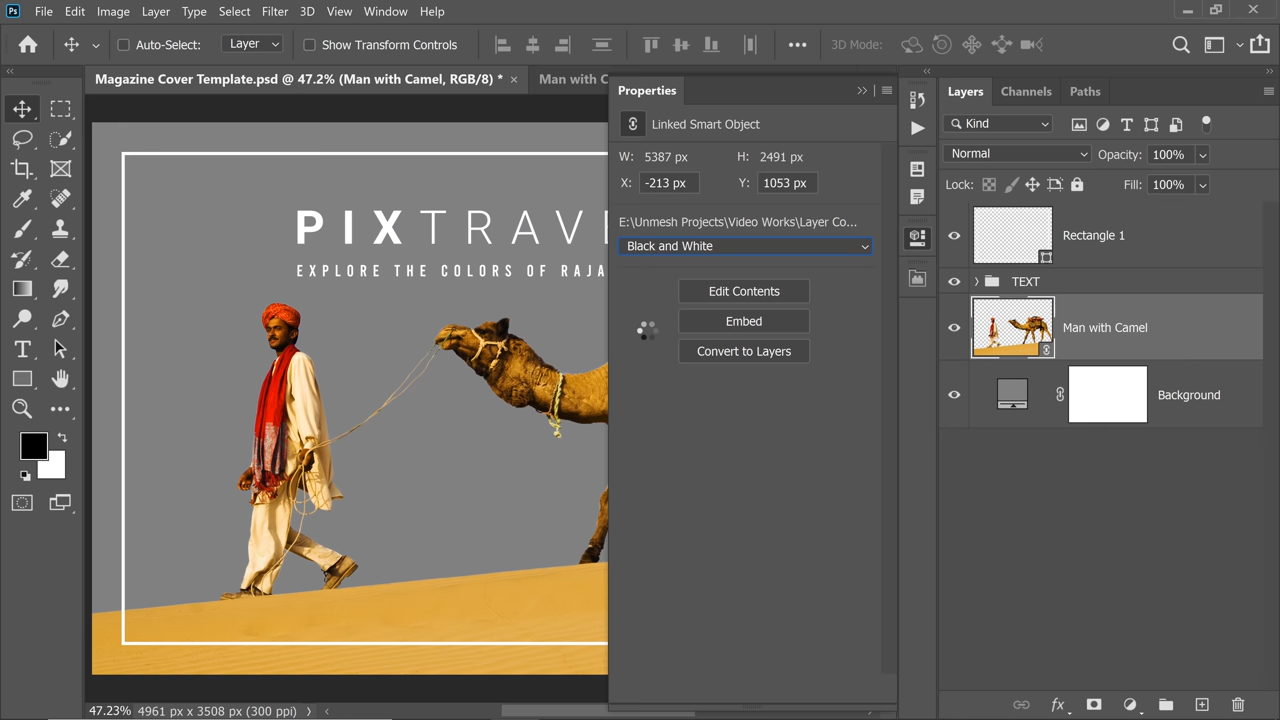 Ps File Edit Image Layer Type Select Filter 3D View Window Help
Auto-Select: Layer Show Transform Controls 3D Mode:
Magazine Cover Template.psd @ 47.2% (Man with Camel, RGB/8) *
Man with C
Properties
Linked Smart Object
W: 5387 px H: 2491 px
X: -213 px Y: 1053 px
E:\Unmesh Projects\Video Works\Layer Co...
Black and White
Edit Contents
Embed
Convert to Layers
PIXTRAVE
EXPLORE THE COLORS OF RAJA
Layers Channels Paths
Kind
Normal Opacity: 100%
Lock: Fill: 100%
Rectangle 1
TEXT
Man with Camel
Background
fx
47.23% 4961 px x 3508 px (300 ppi)